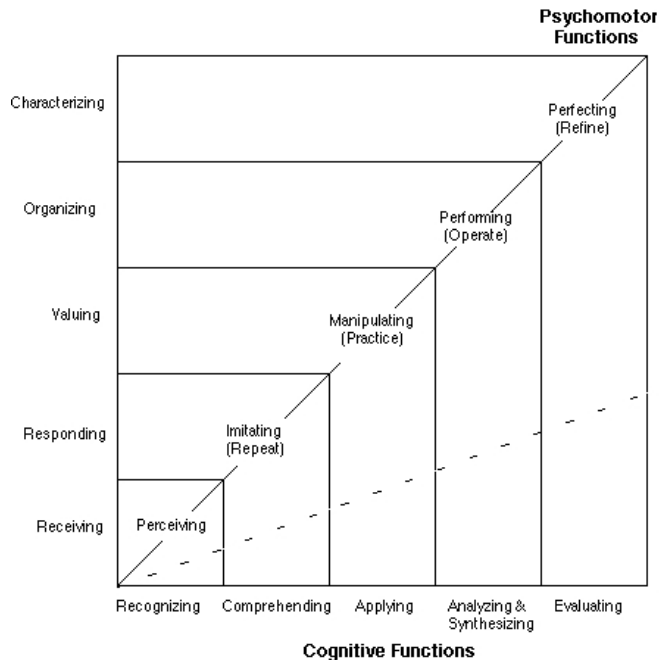 Psychomotor
Functions
Characterizing
Perfecting
(Refine)
Organizing
Performing
(Operate)
Valuing
Manipulating
(Practice)
Responding
Imitating
(Repeat)
Receiving
Perceiving
Recognizing
Comprehending
Applying
Analyzing &
Synthesizing
Evaluating
Cognitive Functions